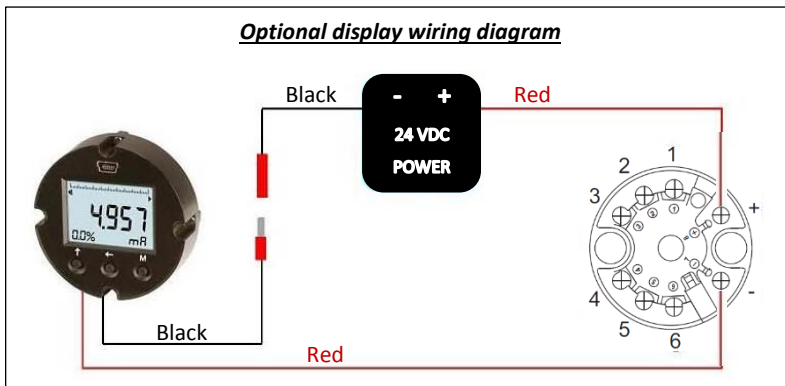 Optional display wiring diagram
Black
- +
Red
24 VDC
POWER
1
2
3
+
4.957
0.0% mA
↑ ← M
-
4
5
6
Black
Red